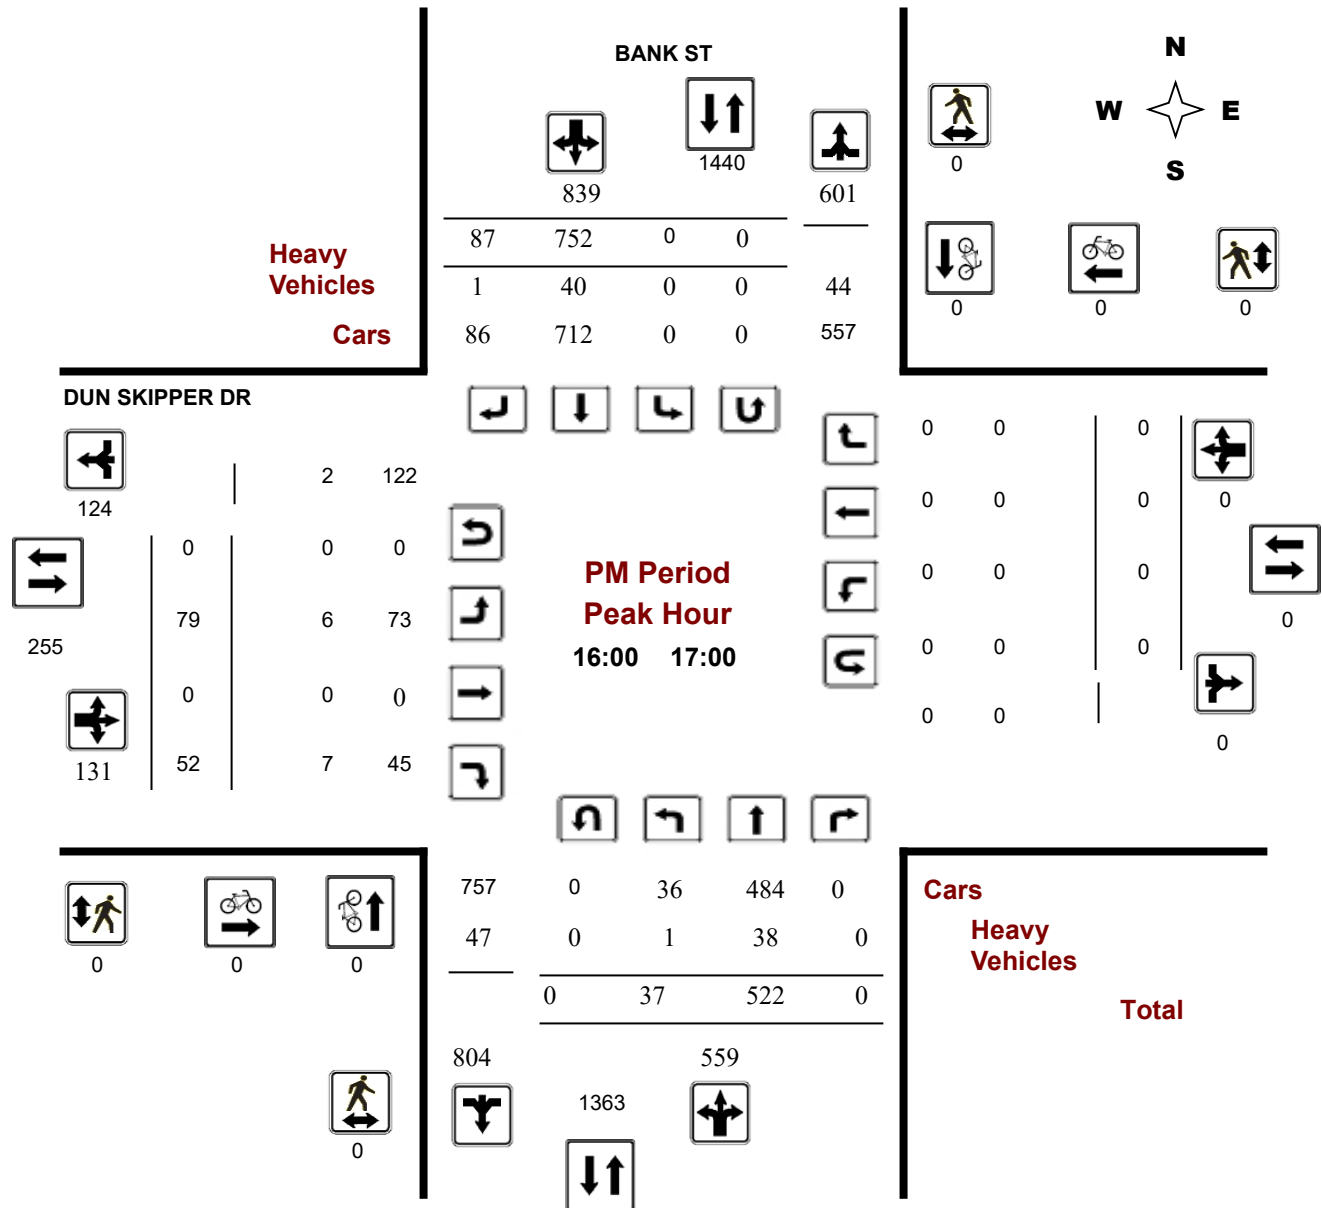 BANK ST
N
W E
S
1440
0
839 601
87 752 0 0
Heavy
Vehicles
1 40 0 0 44
0 0 0
Cars
86 712 0 0 557
DUN SKIPPER DR
0 0 0
2 122
124
0 0 0 0
0 0 0
PM Period
0 0 0
79 6 73
Peak Hour
0
255
16:00 17:00
0 0 0
0 0 0
0 0
0
131 52 7 45
757 0 36 484 0
Cars
47 0 1 38 0
Heavy
Vehicles
0 0 0
0 37 522 0
Total
804 559
1363
0